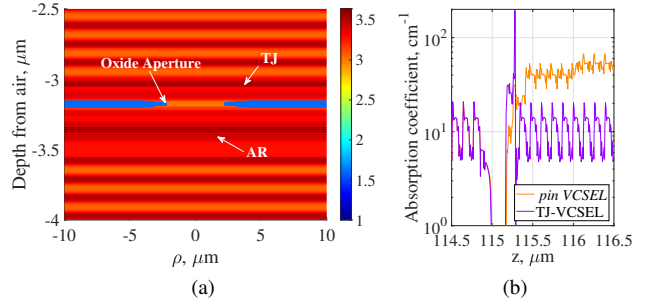 -2.5
-3
-3.5
-4
Depth from air, μm
Oxide Aperture
TJ
AR
-10
-5
0
5
10
ρ, μm
3.5
3
2.5
2
1.5
1
(a)
Absorption coefficient, cm⁻¹
10²
10¹
10⁰
pin VCSEL
TJ-VCSEL
114.5
115
115.5
116
116.5
z, μm
(b)